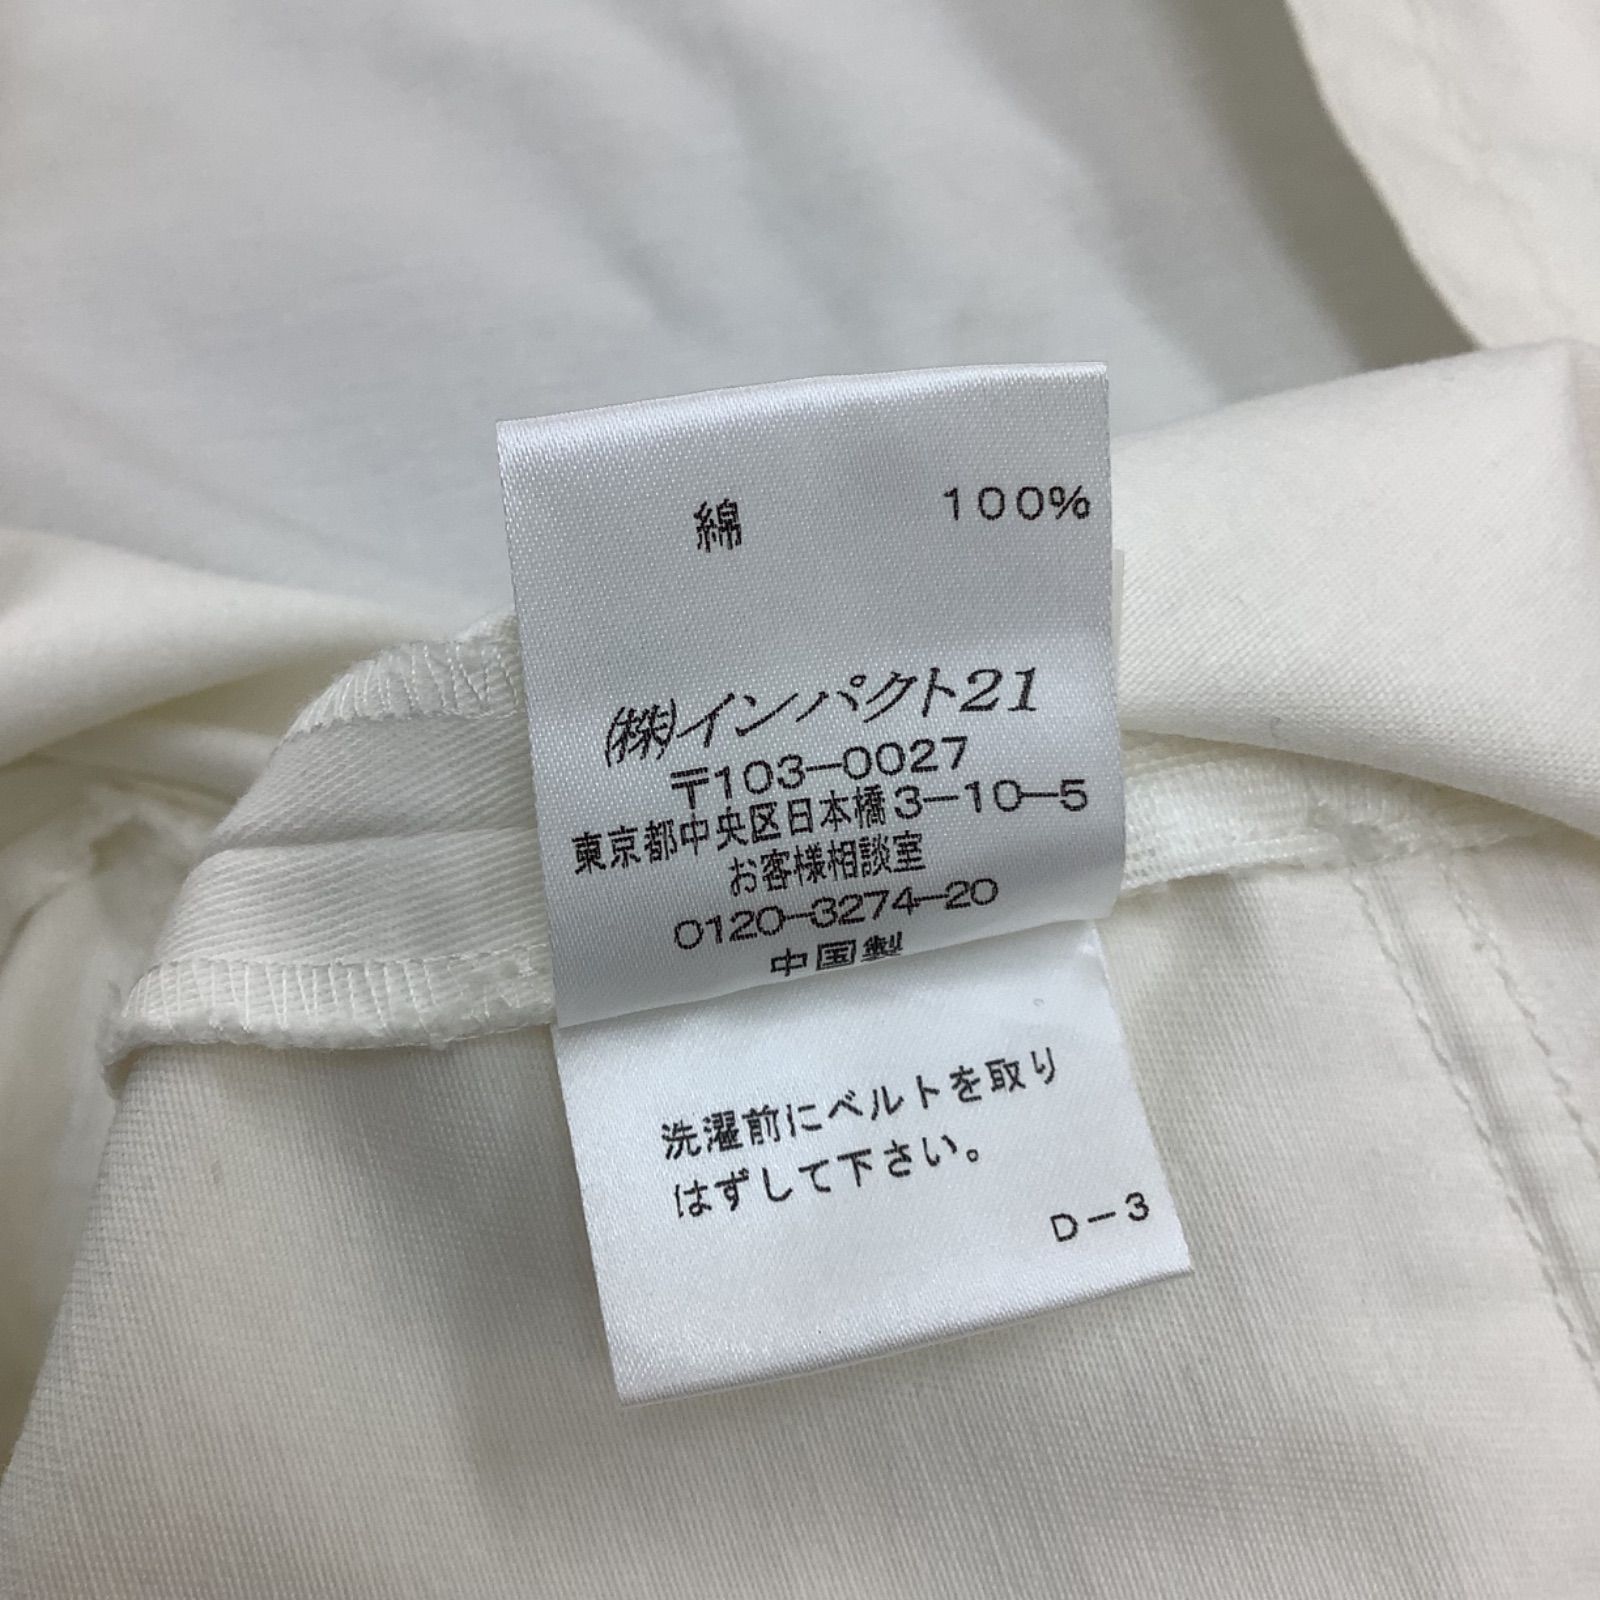 綿 100%
(株)インパクト21
〒103-0027
東京都中央区日本橋3-10-5
お客様相談室
0120-3274-20
中国製
洗濯前にベルトを取り
はずして下さい。
D-3